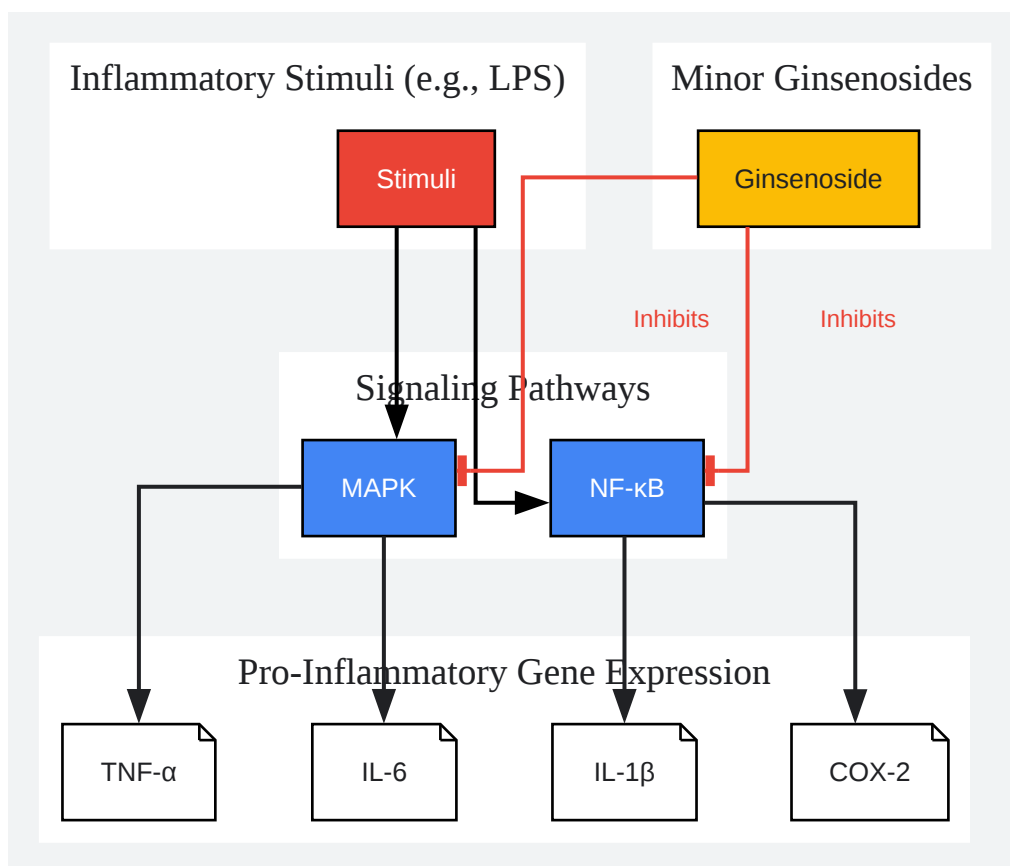 Inflammatory Stimuli (e.g., LPS)
Minor Ginsenosides
Stimuli
Ginsenoside
Inhibits
Inhibits
Signaling Pathways
MAPK
NF-κB
Pro-Inflammatory Gene Expression
TNF-α
IL-6
IL-1β
COX-2